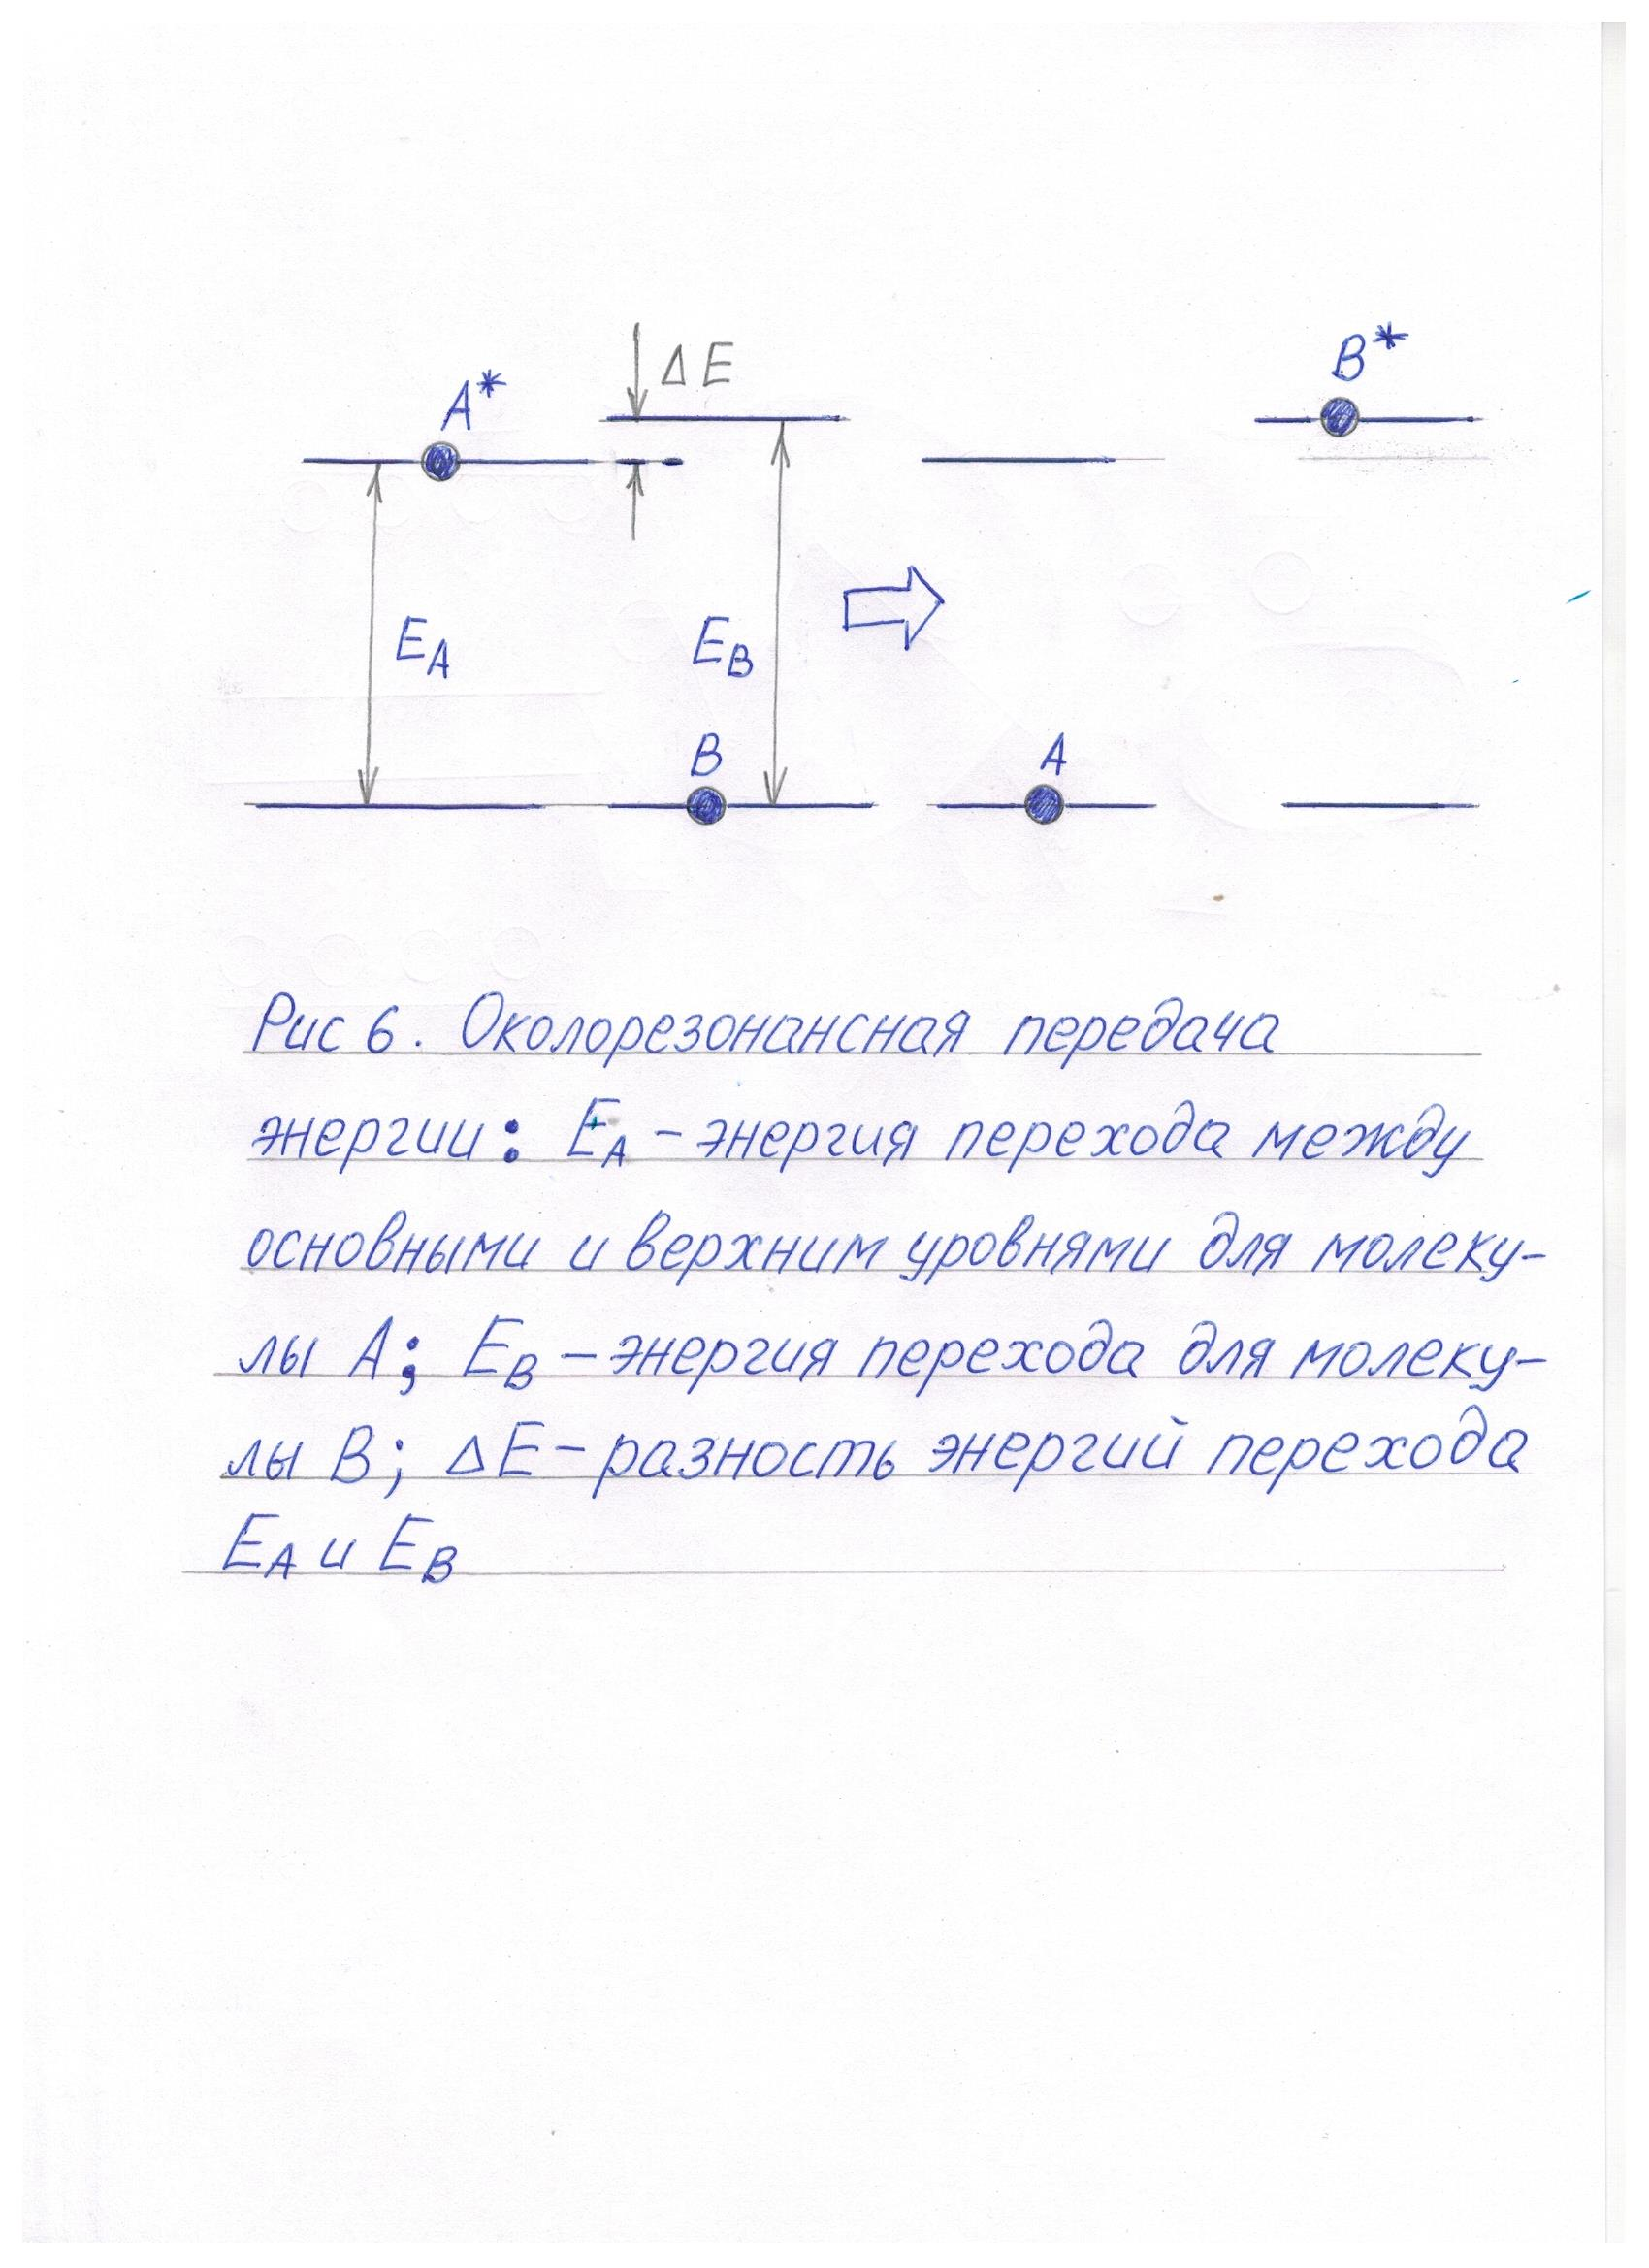 ΔE
A*
B*
E_A
E_B
B
A
Рис 6. Околорезонансная передача
энергии: E_A – энергия перехода между
основными и верхним уровнями для молеку-
лы А; E_B – энергия перехода для молеку-
лы В; ΔE – разность энергий перехода
E_A и E_B